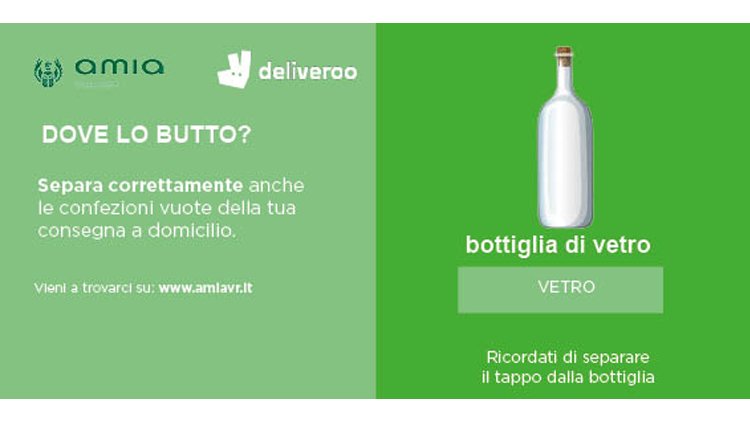 amia
deliveroo
DOVE LO BUTTO?
Separa correttamente anche
le confezioni vuote della tua
consegna a domicilio.
Vieni a trovarci su: www.amiavr.it
bottiglia di vetro
VETRO
Ricordati di separare
il tappo dalla bottiglia